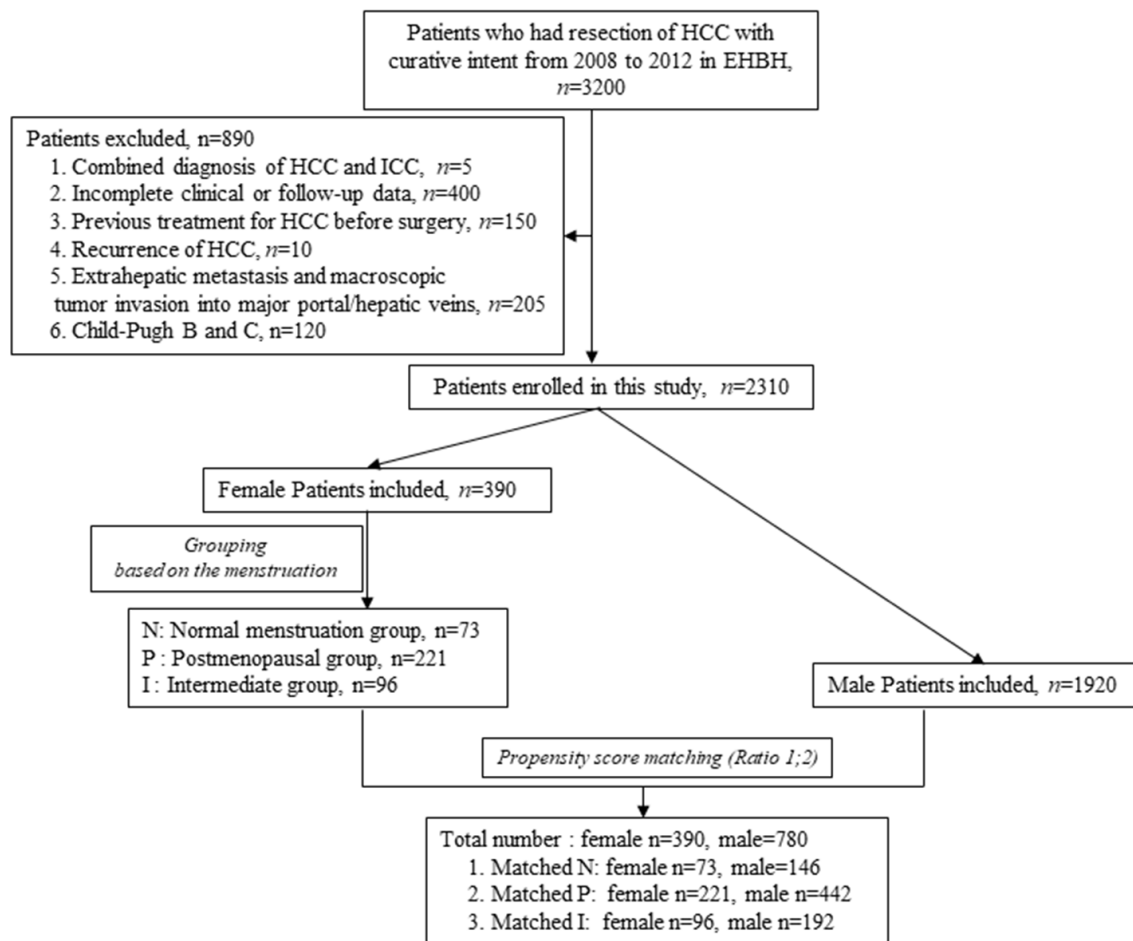 Patients who had resection of HCC with
curative intent from 2008 to 2012 in EHBH,
n=3200
Patients excluded, n=890
1. Combined diagnosis of HCC and ICC, n=5
2. Incomplete clinical or follow-up data, n=400
3. Previous treatment for HCC before surgery, n=150
4. Recurrence of HCC, n=10
5. Extrahepatic metastasis and macroscopic
tumor invasion into major portal/hepatic veins, n=205
6. Child-Pugh B and C, n=120
Patients enrolled in this study, n=2310
Female Patients included, n=390
Grouping
based on the menstruation
N: Normal menstruation group, n=73
P : Postmenopausal group, n=221
I : Intermediate group, n=96
Male Patients included, n=1920
Propensity score matching (Ratio 1;2)
Total number : female n=390, male=780
1. Matched N: female n=73, male=146
2. Matched P: female n=221, male n=442
3. Matched I: female n=96, male n=192